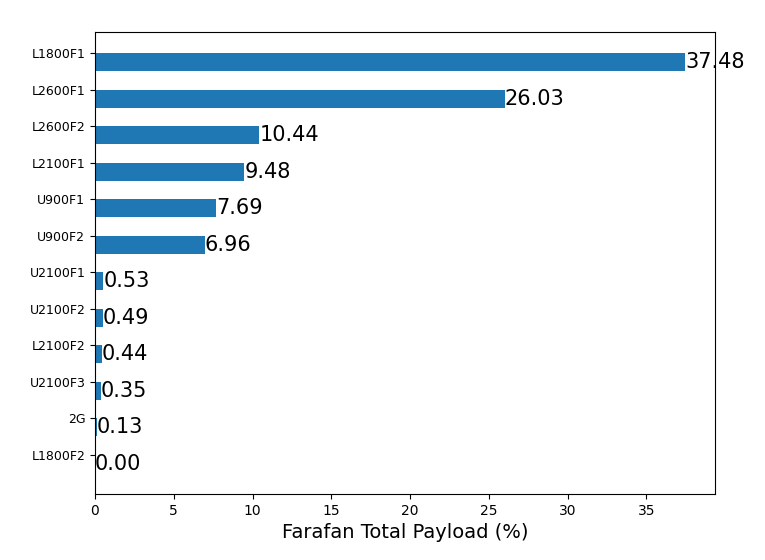 L1800F1 37.48
L2600F1 26.03
L2600F2 10.44
L2100F1 9.48
U900F1 7.69
U900F2 6.96
U2100F1 0.53
U2100F2 0.49
L2100F2 0.44
U2100F3 0.35
2G 0.13
L1800F2 0.00
0 5 10 15 20 25 30 35
Farafan Total Payload (%)